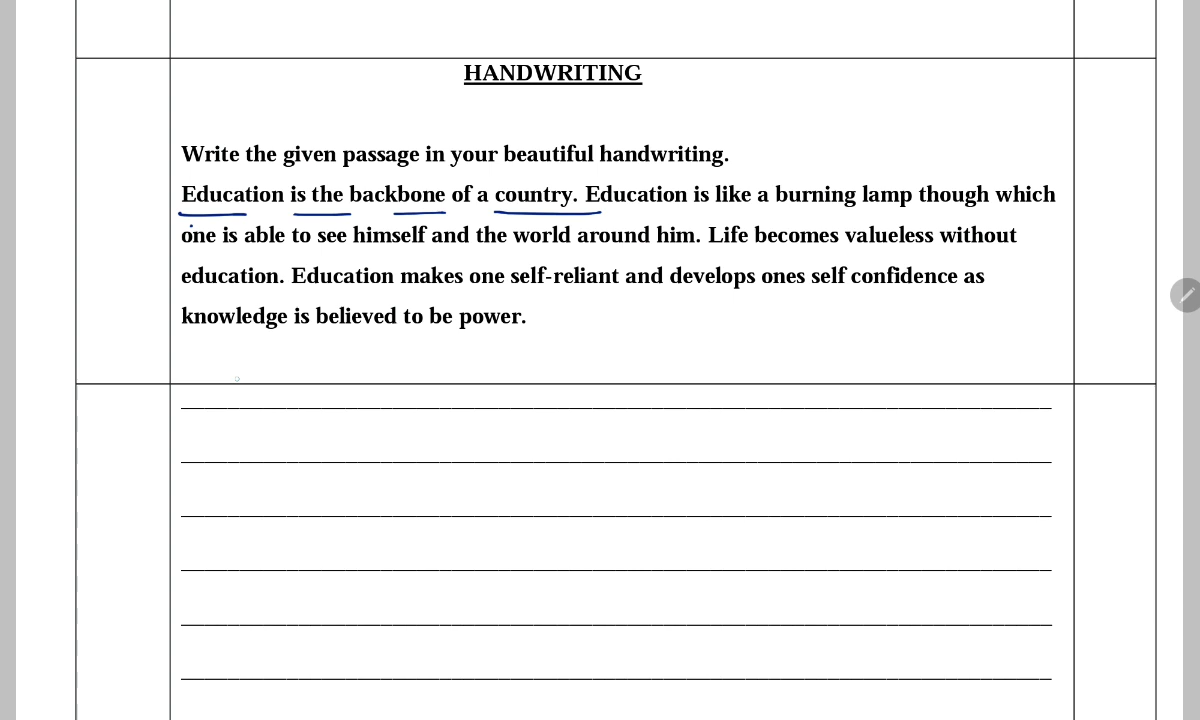 HANDWRITING
Write the given passage in your beautiful handwriting.
Education is the backbone of a country. Education is like a burning lamp though which
one is able to see himself and the world around him. Life becomes valueless without
education. Education makes one self-reliant and develops ones self confidence as
knowledge is believed to be power.